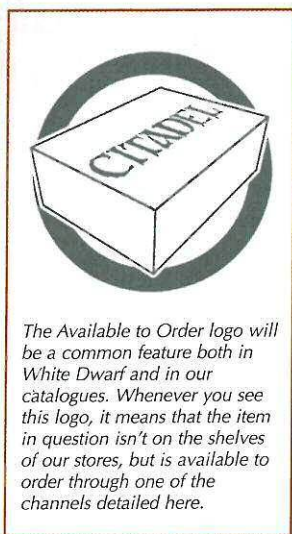 CITADEL
The Available to Order logo will
be a common feature both in
White Dwarf and in our
catalogues. Whenever you see
this logo, it means that the item
in question isn't on the shelves
of our stores, but is available to
order through one of the
channels detailed here.